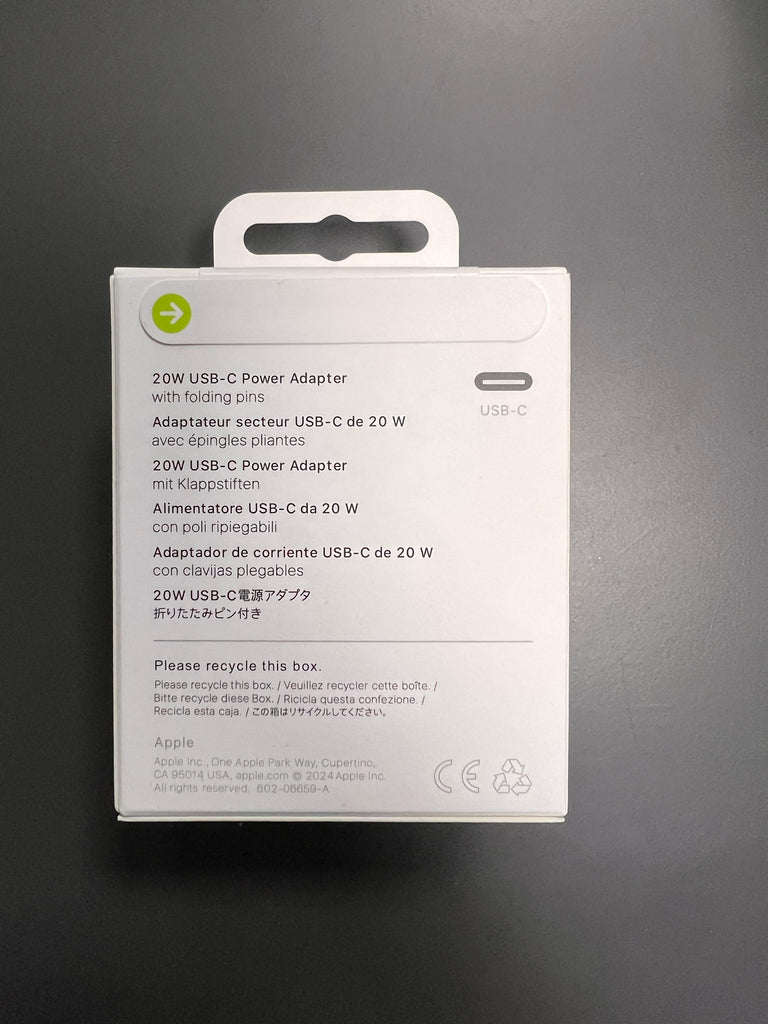 20W USB-C Power Adapter
with folding pins
USB-C
Adaptateur secteur USB-C de 20 W
avec épingles pliantes
20W USB-C Power Adapter
mit Klappstiften
Alimentatore USB-C da 20 W
con poli ripiegabili
Adaptador de corriente USB-C de 20 W
con clavijas plegables
20W USB-C電源アダプタ
折りたたみピン付き
Please recycle this box.
Please recycle this box. / Veuillez recycler cette boîte. /
Bitte recycle diese Box. / Ricicla questa confezione. /
Recicla esta caja. / この箱はリサイクルしてください。
Apple
Apple Inc., One Apple Park Way, Cupertino,
CA 95014 USA, apple.com © 2024 Apple Inc.
All rights reserved. 602-06659-A
CE